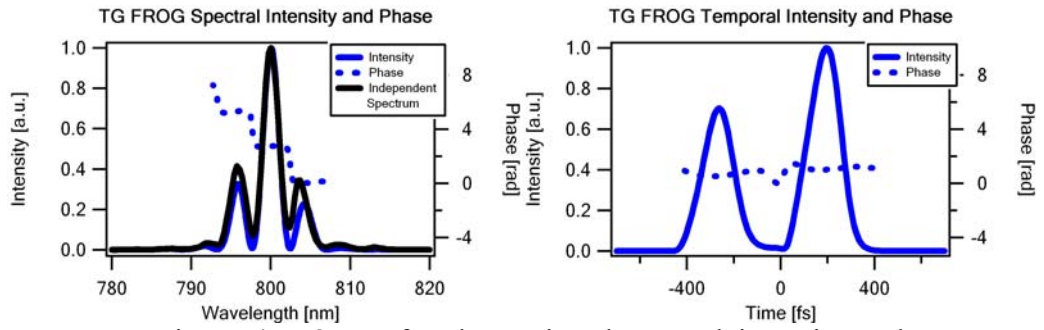 TG FROG Spectral Intensity and Phase
1.0
0.8
0.6
0.4
0.2
0.0
Intensity [a.u.]
Intensity
Phase
Independent
Spectrum
8
4
0
-4
Phase [rad]
780
790
800
810
820
Wavelength [nm]
TG FROG Temporal Intensity and Phase
1.0
0.8
0.6
0.4
0.2
0.0
Intensity [a.u.]
Intensity
Phase
8
4
0
-4
Phase [rad]
-400
0
400
Time [fs]